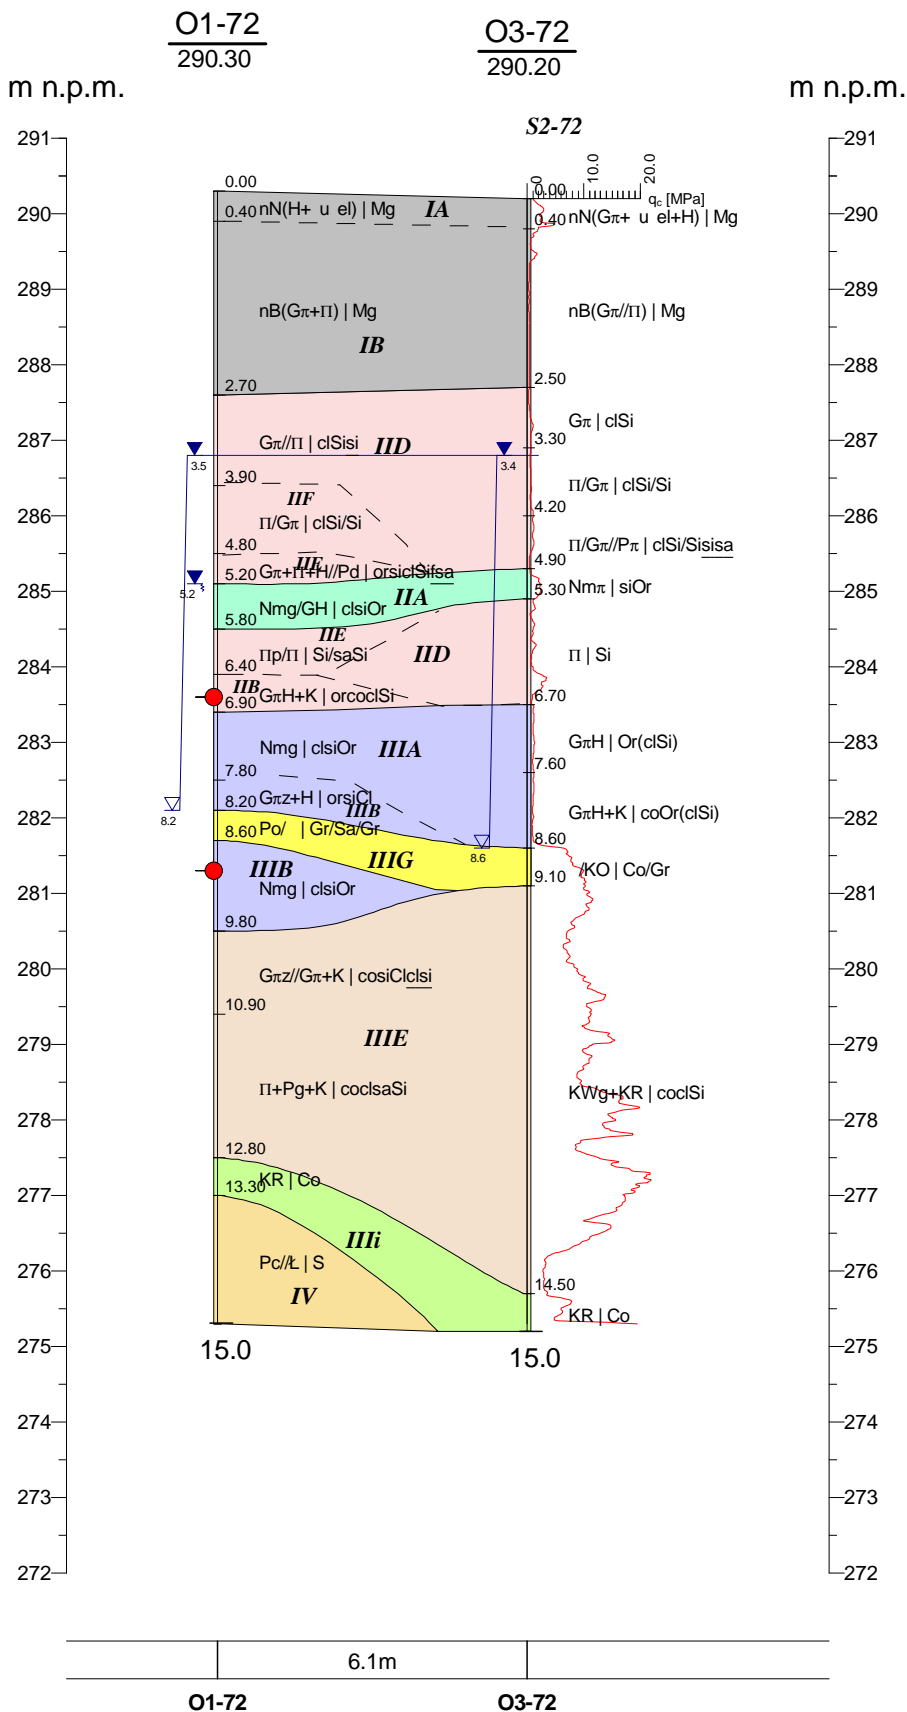 O1-72
290.30
O3-72
290.20
m n.p.m.
m n.p.m.
S2-72
0
10.0
20.0
qc [MPa]
291
290
289
288
287
286
285
284
283
282
281
280
279
278
277
276
275
274
273
272
0.00
0.40 nN(H+ u el) | Mg
IA
nB(Gπ+Π) | Mg
IB
2.70
Gπ//Π | clSisi
IID
3.5
3.90
IIF
Π/Gπ | clSi/Si
4.80
IIE
5.20 Gπ+Π+H//Pd | orsiclSifsa
5.2
IIA
Nmg/GH | clsiOr
5.80
IIE
Πp/Π | Si/saSi
IID
6.40
IIB
GπH+K | orcoclSi
6.90
Nmg | clsiOr
IIIA
7.80
Gπz+H | orsiCl
IIIB
8.20
8.2
Po/ | Gr/Sa/Gr
8.60
IIIG
IIIB
Nmg | clsiOr
9.80
Gπz//Gπ+K | cosiClclsi
10.90
IIIE
Π+Pg+K | coclsaSi
12.80
KR | Co
13.30
IIIi
Pc//Ł | S
IV
15.0
0.00
0.40 nN(Gπ+ u el+H) | Mg
nB(Gπ//Π) | Mg
2.50
Gπ | clSi
3.30
3.4
Π/Gπ | clSi/Si
4.20
Π/Gπ//Pπ | clSi/Sisisa
4.90
5.30 Nmπ | siOr
Π | Si
6.70
GπH | Or(clSi)
7.60
GπH+K | coOr(clSi)
8.60
8.6
9.10 /KO | Co/Gr
KWg+KR | coclSi
14.50
KR | Co
15.0
291
290
289
288
287
286
285
284
283
282
281
280
279
278
277
276
275
274
273
272
6.1m
O1-72
O3-72